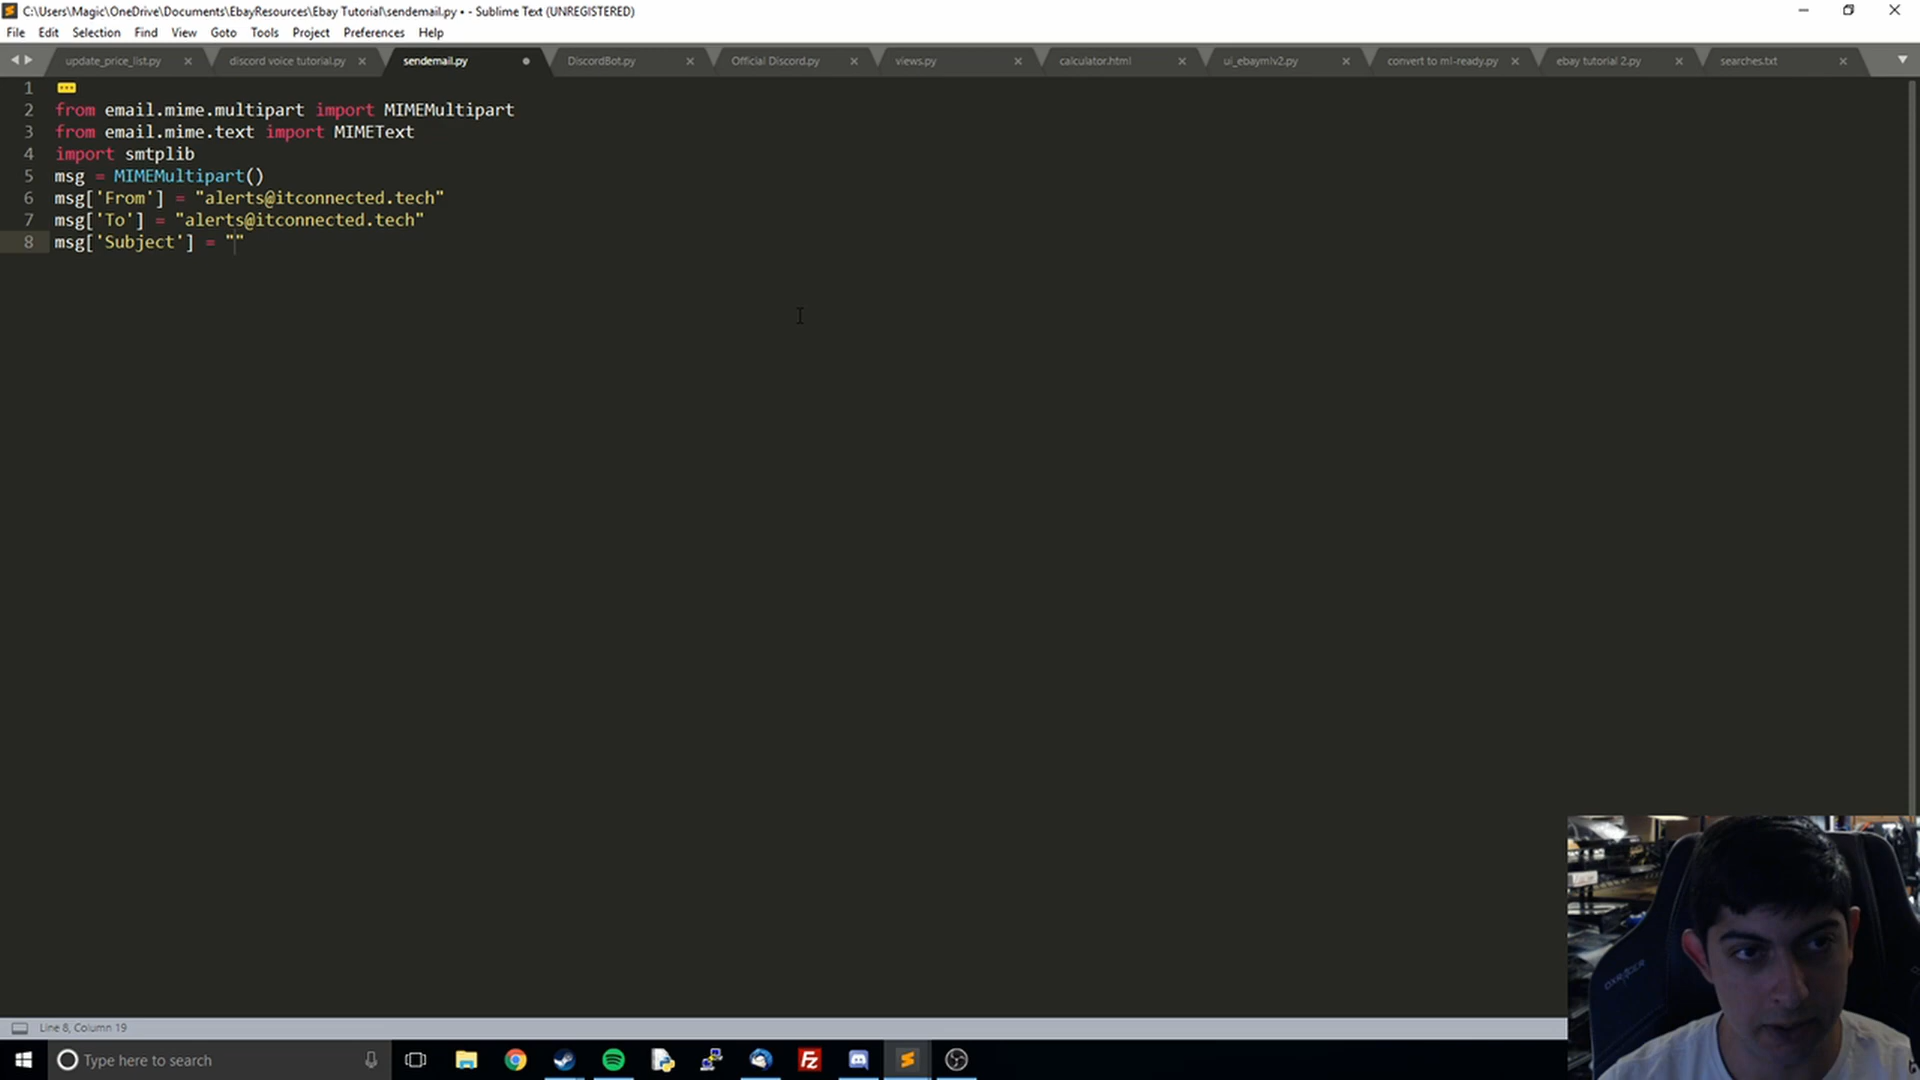 C:\Users\Magic\OneDrive\Documents\EbayResources\Ebay Tutorial\sendemail.py • - Sublime Text (UNREGISTERED)
File Edit Selection Find View Goto Tools Project Preferences Help
update_price_list.py discord voice tutorial.py sendemail.py DiscordBot.py Official Discord.py views.py calculator.html ui_ebaymlv2.py convert to ml-ready.py ebay tutorial 2.py searches.txt
1
2 from email.mime.multipart import MIMEMultipart
3 from email.mime.text import MIMEText
4 import smtplib
5 msg = MIMEMultipart()
6 msg['From'] = "alerts@itconnected.tech"
7 msg['To'] = "alerts@itconnected.tech"
8 msg['Subject'] = ""
Line 8, Column 19
Type here to search